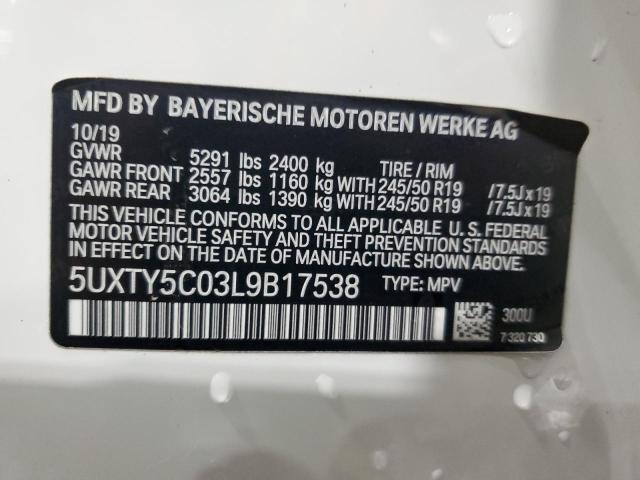 MFD BY BAYERISCHE MOTOREN WERKE AG
10/19
GVWR 5291 lbs 2400 kg TIRE / RIM
GAWR FRONT 2557 lbs 1160 kg WITH 245/50 R19 /7.5J x 19
GAWR REAR 3064 lbs 1390 kg WITH 245/50 R19 /7.5J x 19
THIS VEHICLE CONFORMS TO ALL APPLICABLE U. S. FEDERAL
MOTOR VEHICLE SAFETY AND THEFT PREVENTION STANDARDS
IN EFFECT ON THE DATE OF MANUFACTURE SHOWN ABOVE
5UXTY5C03L9B17538 TYPE: MPV
300U
7 320 730